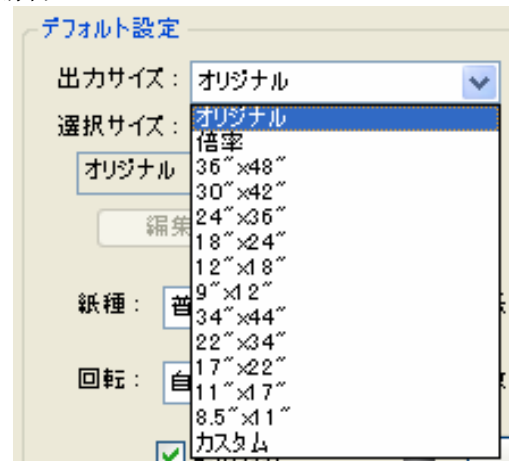 デフォルト設定
出力サイズ： オリジナル
選択サイズ：
オリジナル
編集
紙種：
回転：
オリジナル
倍率
36″x48″
30″x42″
24″x36″
18″x24″
12″x18″
9″x12″
34″x44″
22″x34″
17″x22″
11″x17″
8.5″x11″
カスタム